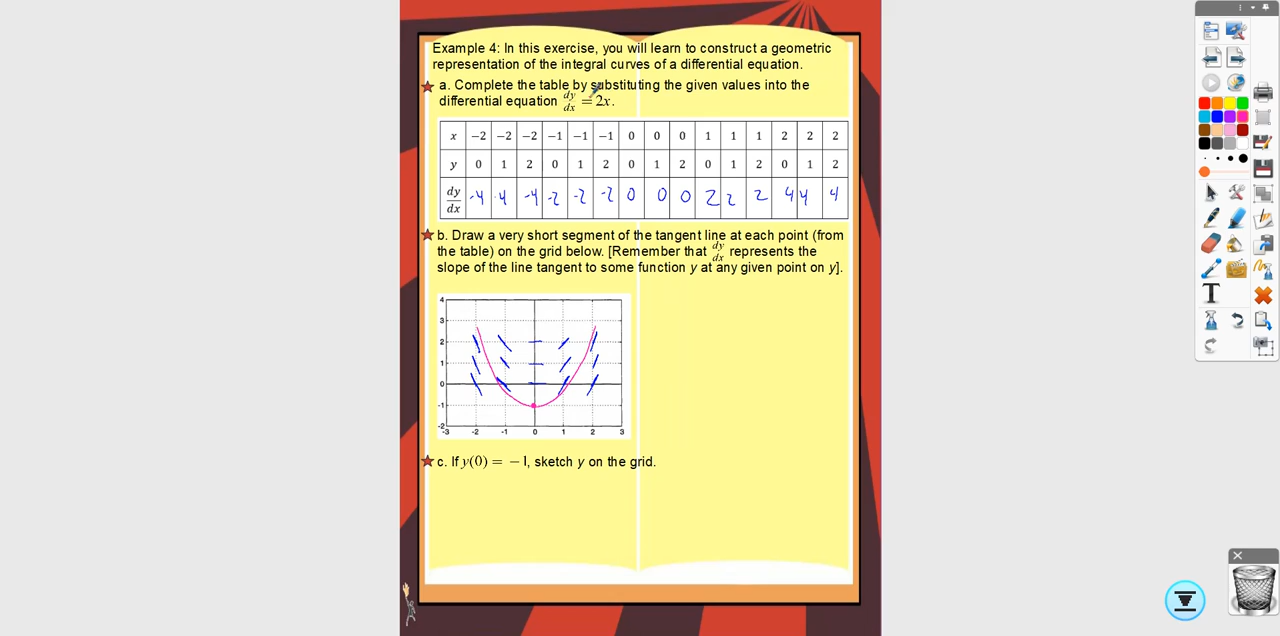 Example 4: In this exercise, you will learn to construct a geometric
representation of the integral curves of a differential equation.
a. Complete the table by substituting the given values into the
differential equation dy/dx = 2x.
x −2 −2 −2 −1 −1 −1 0 0 0 1 1 1 2 2 2
y 0 1 2 0 1 2 0 1 2 0 1 2 0 1 2
dy/dx -4 -4 -4 -2 -2 -2 0 0 0 2 2 2 4 4 4
b. Draw a very short segment of the tangent line at each point (from
the table) on the grid below. [Remember that dy/dx represents the
slope of the line tangent to some function y at any given point on y].
4
3
2
1
0
-1
-2
-3 -2 -1 0 1 2 3
c. If y(0) = −1, sketch y on the grid.
T